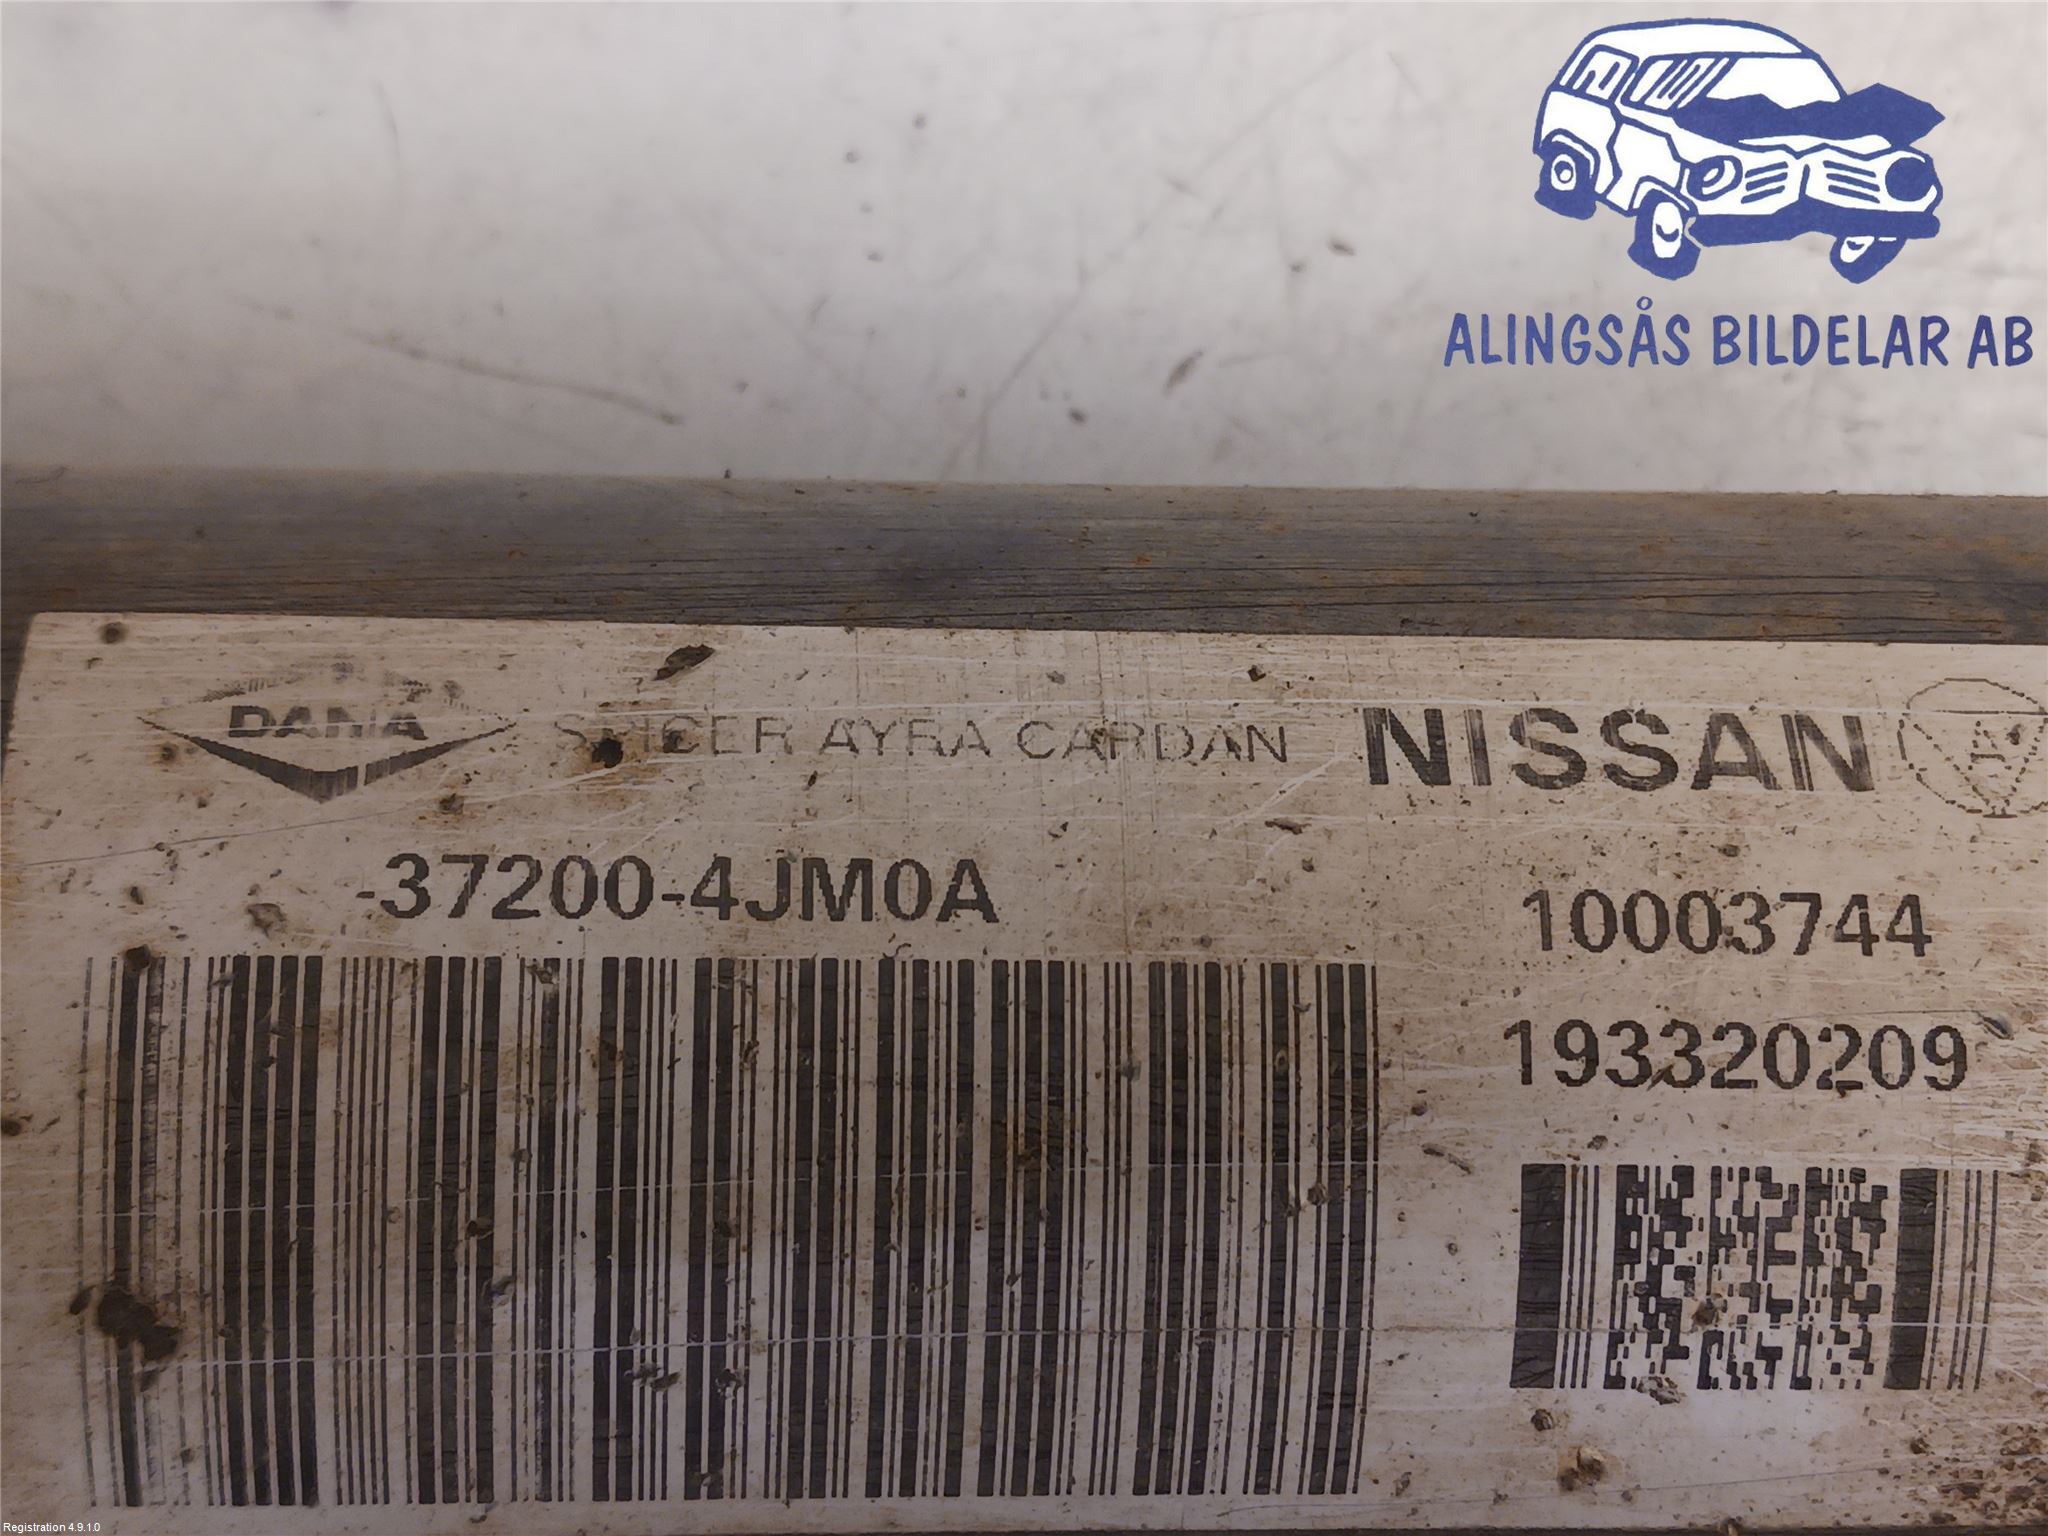 ALINGSÅS BILDELAR AB
DANA SPICER AYRA CARDAN NISSAN
-37200-4JM0A
10003744
193320209
Registration 4.9.1.0